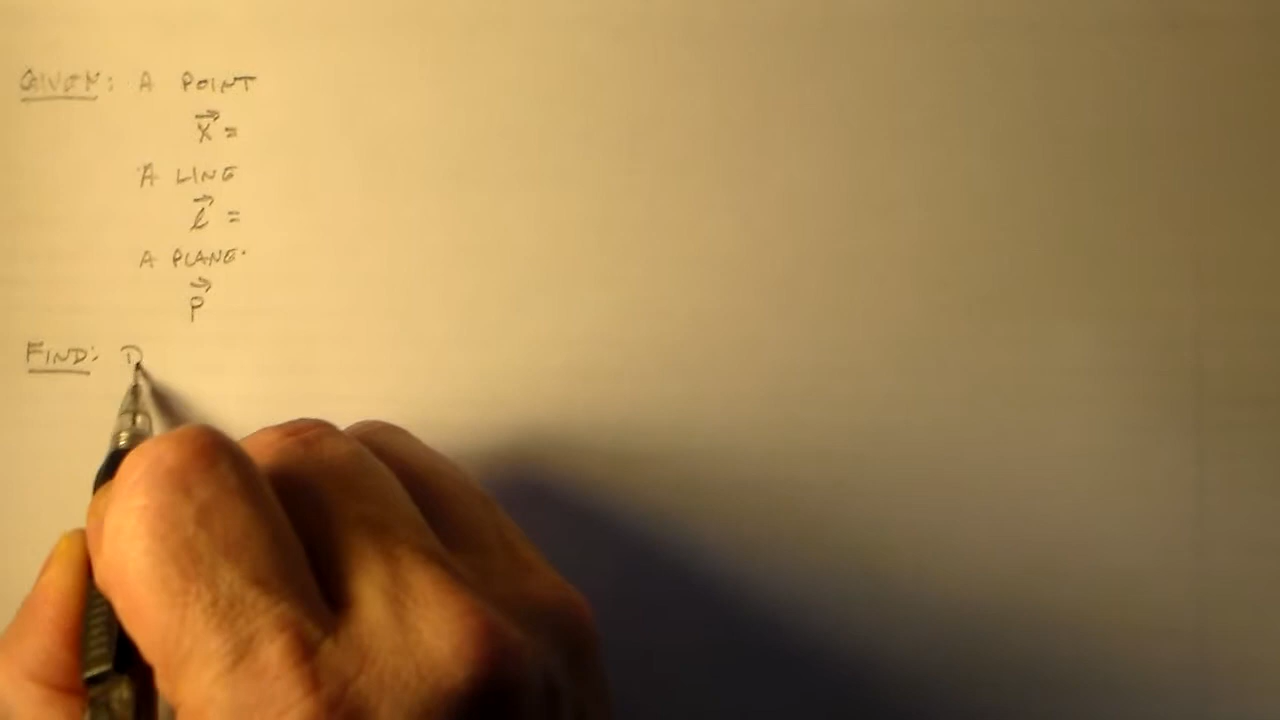 GIVEN: A POINT
x⃗ =
A LINE
ℓ⃗ =
A PLANE
p⃗
FIND: D